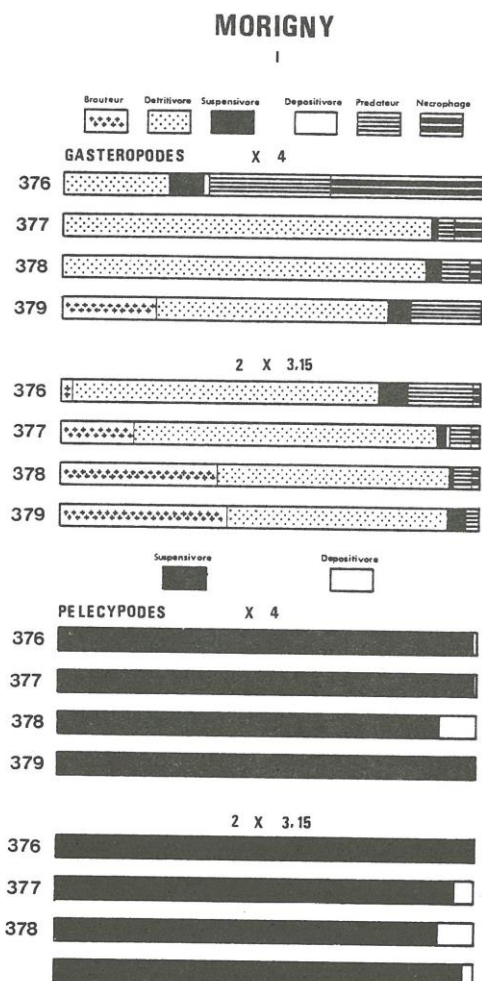 MORIGNY
I
Brouteur Detritivore Suspensivore Depositivore Predateur Necrophage
GASTEROPODES X 4
376
377
378
379
2 X 3,15
376
377
378
379
Suspensivore Depositivore
PELECYPODES X 4
376
377
378
379
2 X 3,15
376
377
378